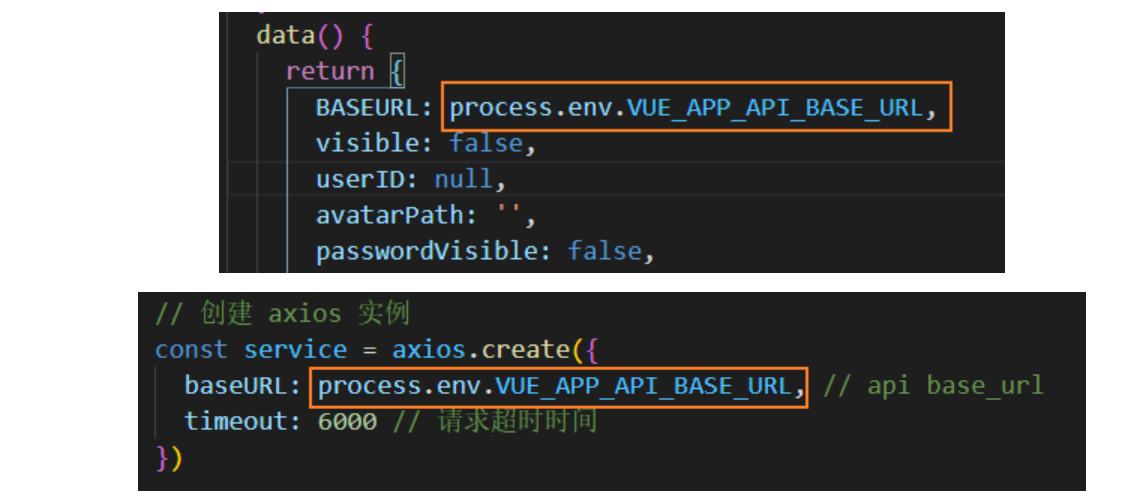 data() {
return {
BASEURL: process.env.VUE_APP_API_BASE_URL,
visible: false,
userID: null,
avatarPath: '',
passwordVisible: false,
// 创建 axios 实例
const service = axios.create({
baseURL: process.env.VUE_APP_API_BASE_URL, // api base_url
timeout: 6000 // 请求超时时间
})